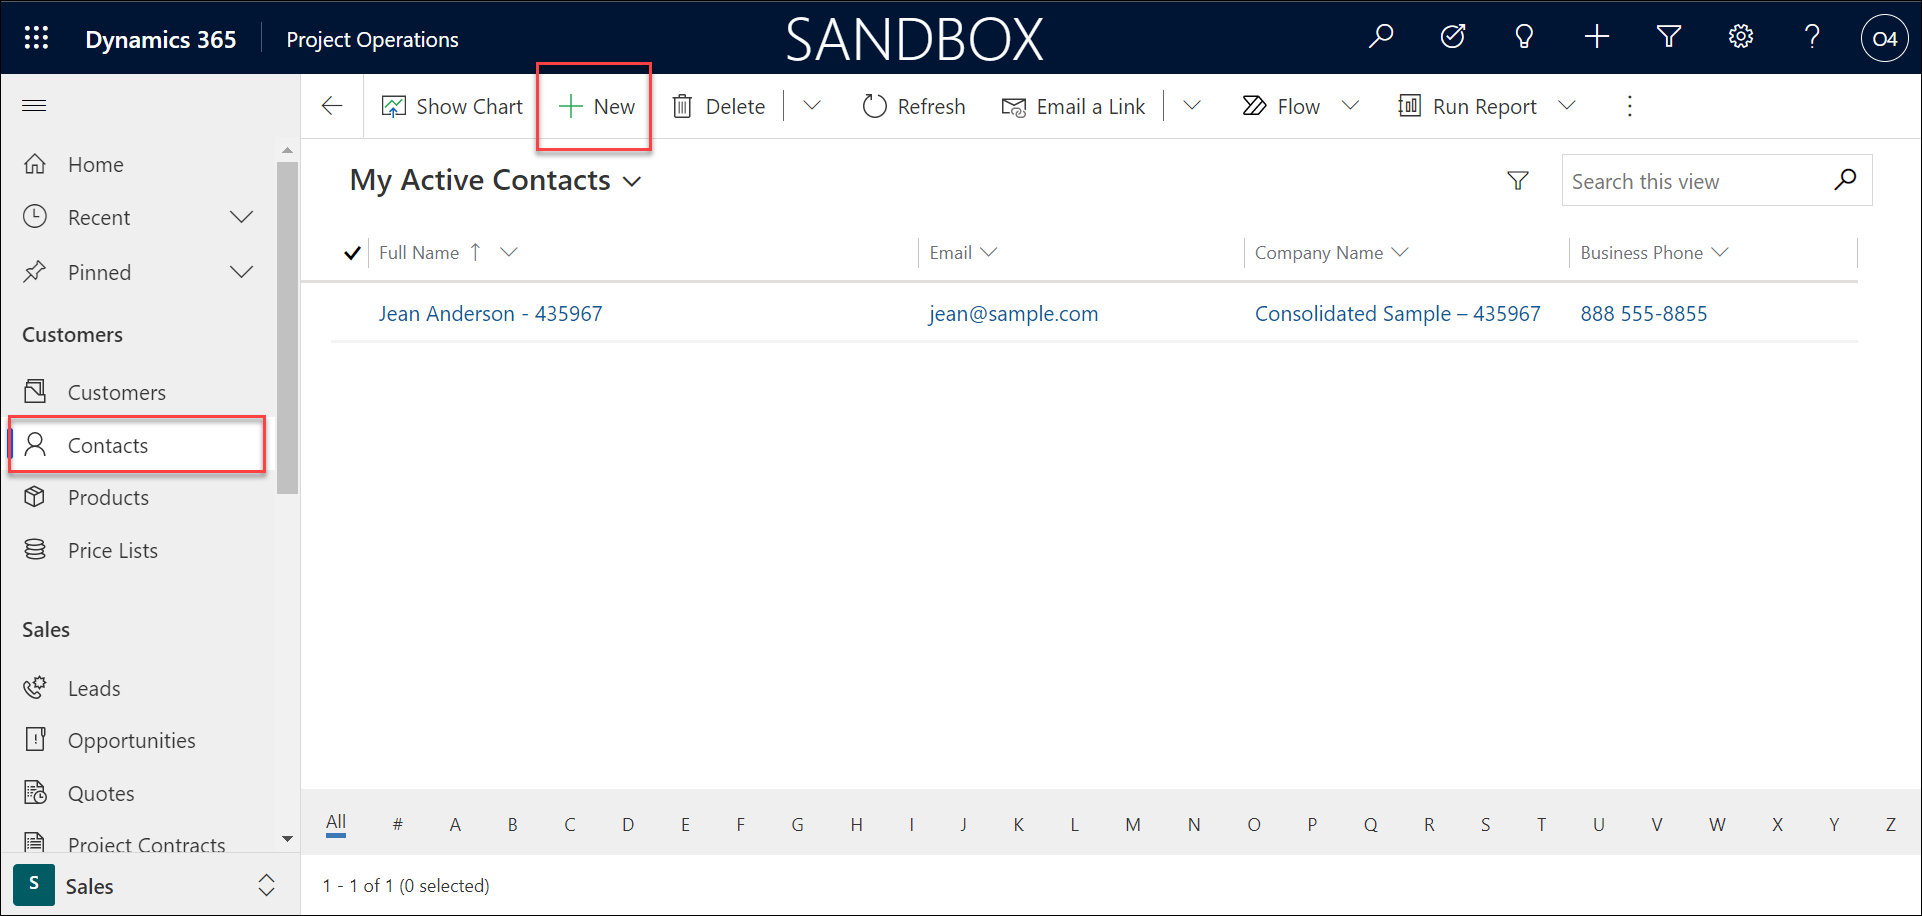 Dynamics 365 Project Operations SANDBOX O4
Show Chart New Delete Refresh Email a Link Flow Run Report
Home
Recent
Pinned
Customers
Customers
Contacts
Products
Price Lists
Sales
Leads
Opportunities
Quotes
Project Contracts
S Sales
My Active Contacts Search this view
Full Name Email Company Name Business Phone
Jean Anderson - 435967 jean@sample.com Consolidated Sample – 435967 888 555-8855
All # A B C D E F G H I J K L M N O P Q R S T U V W X Y Z
1 - 1 of 1 (0 selected)